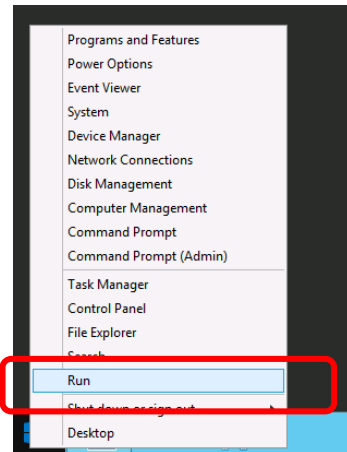 Programs and Features
Power Options
Event Viewer
System
Device Manager
Network Connections
Disk Management
Computer Management
Command Prompt
Command Prompt (Admin)
Task Manager
Control Panel
File Explorer
Search
Run
Shut down or sign out
Desktop